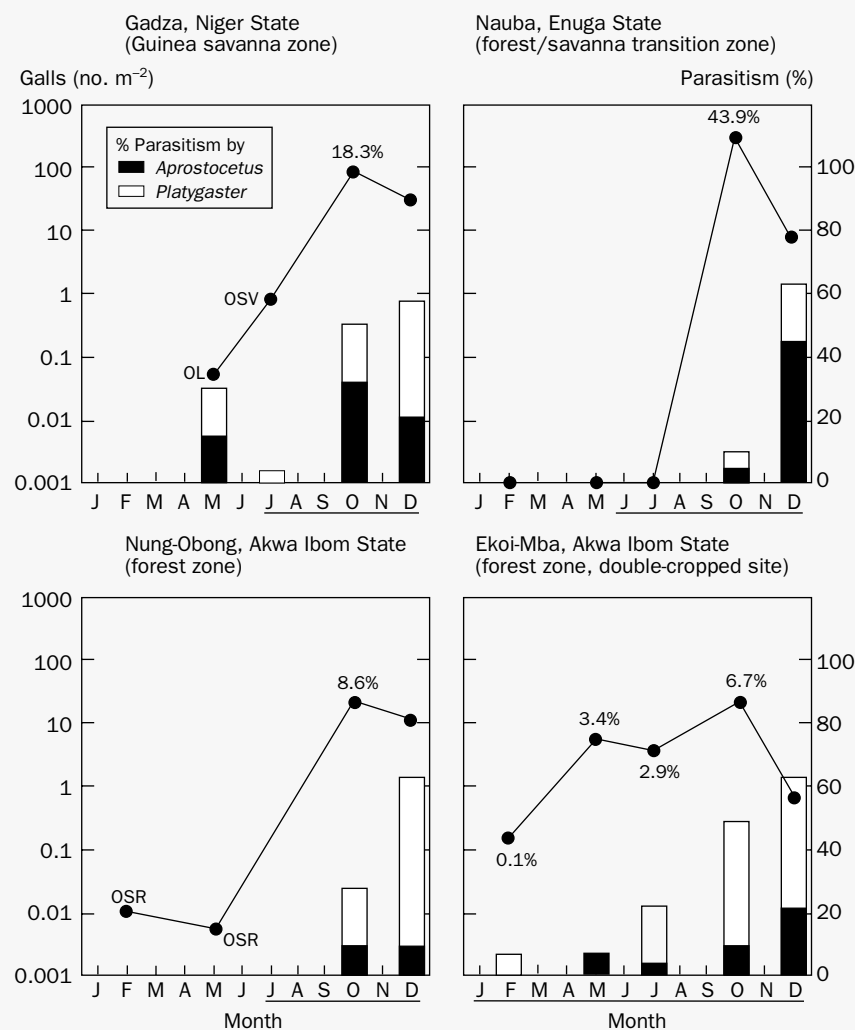 Gadza, Niger State
(Guinea savanna zone)
Nauba, Enuga State
(forest/savanna transition zone)
Galls (no. m–2)
Parasitism (%)
1000
100
10
1
0.1
0.01
0.001
% Parasitism by
Aprostocetus
Platygaster
18.3%
OSV
OL
J F M A M J J A S O N D
43.9%
100
80
60
40
20
0
J F M A M J J A S O N D
Nung-Obong, Akwa Ibom State
(forest zone)
Ekoi-Mba, Akwa Ibom State
(forest zone, double-cropped site)
1000
100
10
1
0.1
0.01
0.001
8.6%
OSR
OSR
J F M A M J J A S O N D
Month
6.7%
3.4%
2.9%
0.1%
100
80
60
40
20
0
J F M A M J J A S O N D
Month